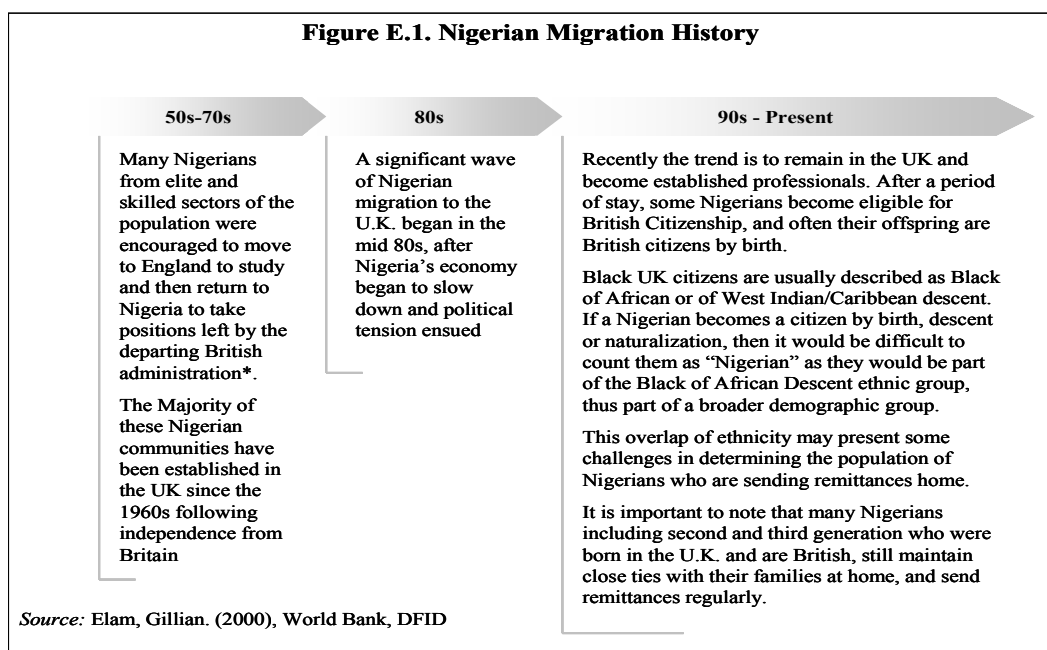 Figure E.1. Nigerian Migration History
50s-70s
Many Nigerians
from elite and
skilled sectors of the
population were
encouraged to move
to England to study
and then return to
Nigeria to take
positions left by the
departing British
administration*.
The Majority of
these Nigerian
communities have
been established in
the UK since the
1960s following
independence from
Britain
80s
A significant wave
of Nigerian
migration to the
U.K. began in the
mid 80s, after
Nigeria's economy
began to slow
down and political
tension ensued
90s - Present
Recently the trend is to remain in the UK and
become established professionals. After a period
of stay, some Nigerians become eligible for
British Citizenship, and often their offspring are
British citizens by birth.
Black UK citizens are usually described as Black
of African or of West Indian/Caribbean descent.
If a Nigerian becomes a citizen by birth, descent
or naturalization, then it would be difficult to
count them as “Nigerian” as they would be part
of the Black of African Descent ethnic group,
thus part of a broader demographic group.
This overlap of ethnicity may present some
challenges in determining the population of
Nigerians who are sending remittances home.
It is important to note that many Nigerians
including second and third generation who were
born in the U.K. and are British, still maintain
close ties with their families at home, and send
remittances regularly.
Source: Elam, Gillian. (2000), World Bank, DFID